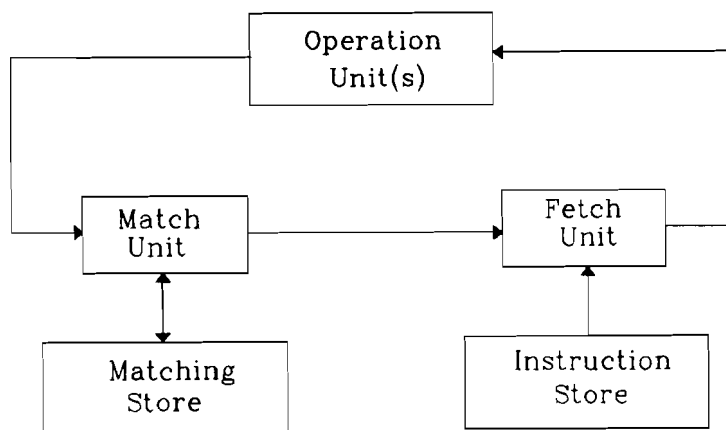 Operation
Unit(s)
Match
Unit
Fetch
Unit
Matching
Store
Instruction
Store